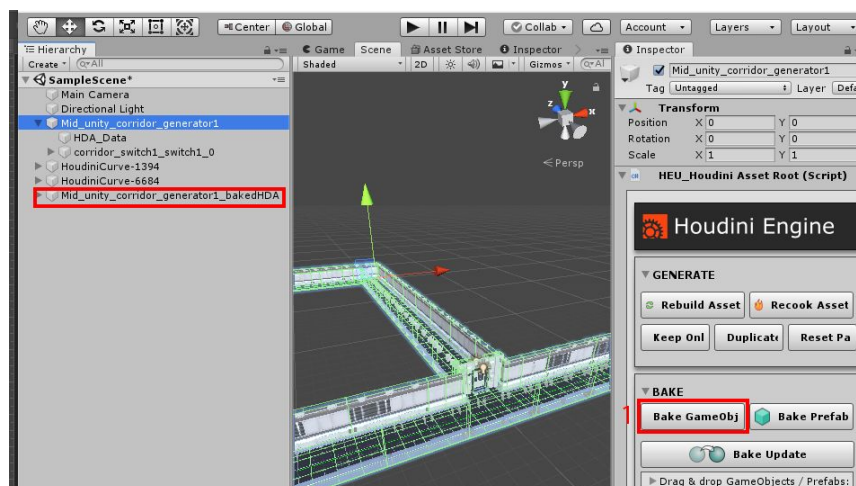 Center Global Collab Account Layers Layout
Hierarchy
Create All
SampleScene*
Main Camera
Directional Light
Mid_unity_corridor_generator1
HDA_Data
corridor_switch1_switch1_0
HoudiniCurve-1394
HoudiniCurve-6684
Mid_unity_corridor_generator1_bakedHDA
Game Scene Asset Store Inspector
Shaded 2D Gizmos All
y
z x
Persp
Inspector
Mid_unity_corridor_generator1
Tag Untagged Layer Defa
Transform
Position X 0 Y 0
Rotation X 0 Y 0
Scale X 1 Y 1
HEU_Houdini Asset Root (Script)
Houdini Engine
GENERATE
Rebuild Asset Recook Asset
Keep Onl Duplicate Reset Pa
BAKE
1 Bake GameObj Bake Prefab
Bake Update
Drag & drop GameObjects / Prefabs: